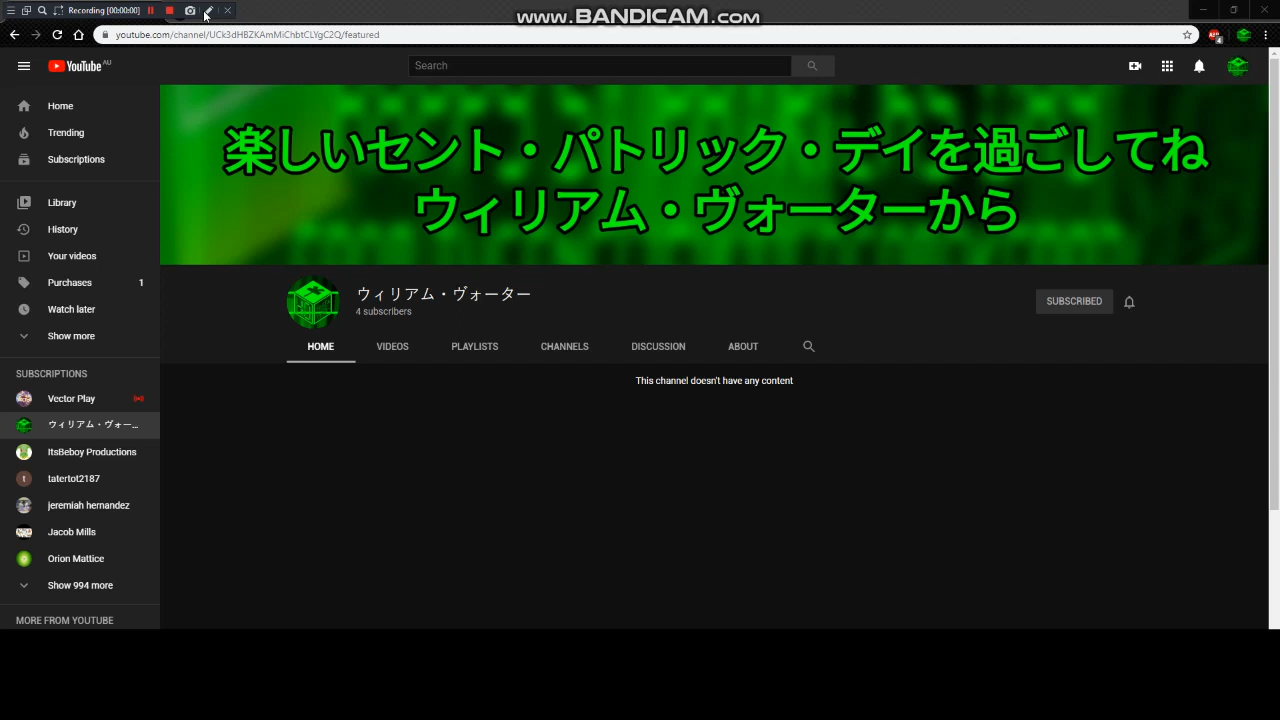 Recording [00:00:00]
www.BANDICAM.com
youtube.com/channel/UCk3dHBZKAmMiChbtCLYgC2Q/featured
YouTube AU
Search
Home
Trending
Subscriptions
Library
History
Your videos
Purchases 1
Watch later
Show more
SUBSCRIPTIONS
Vector Play
ウィリアム・ヴォー...
ItsBeboy Productions
t tatertot2187
jeremiah hernandez
Jacob Mills
Orion Mattice
Show 994 more
MORE FROM YOUTUBE
楽しいセント・パトリック・デイを過ごしてね
ウィリアム・ヴォーターから
ウィリアム・ヴォーター
4 subscribers
SUBSCRIBED
HOME VIDEOS PLAYLISTS CHANNELS DISCUSSION ABOUT
This channel doesn't have any content